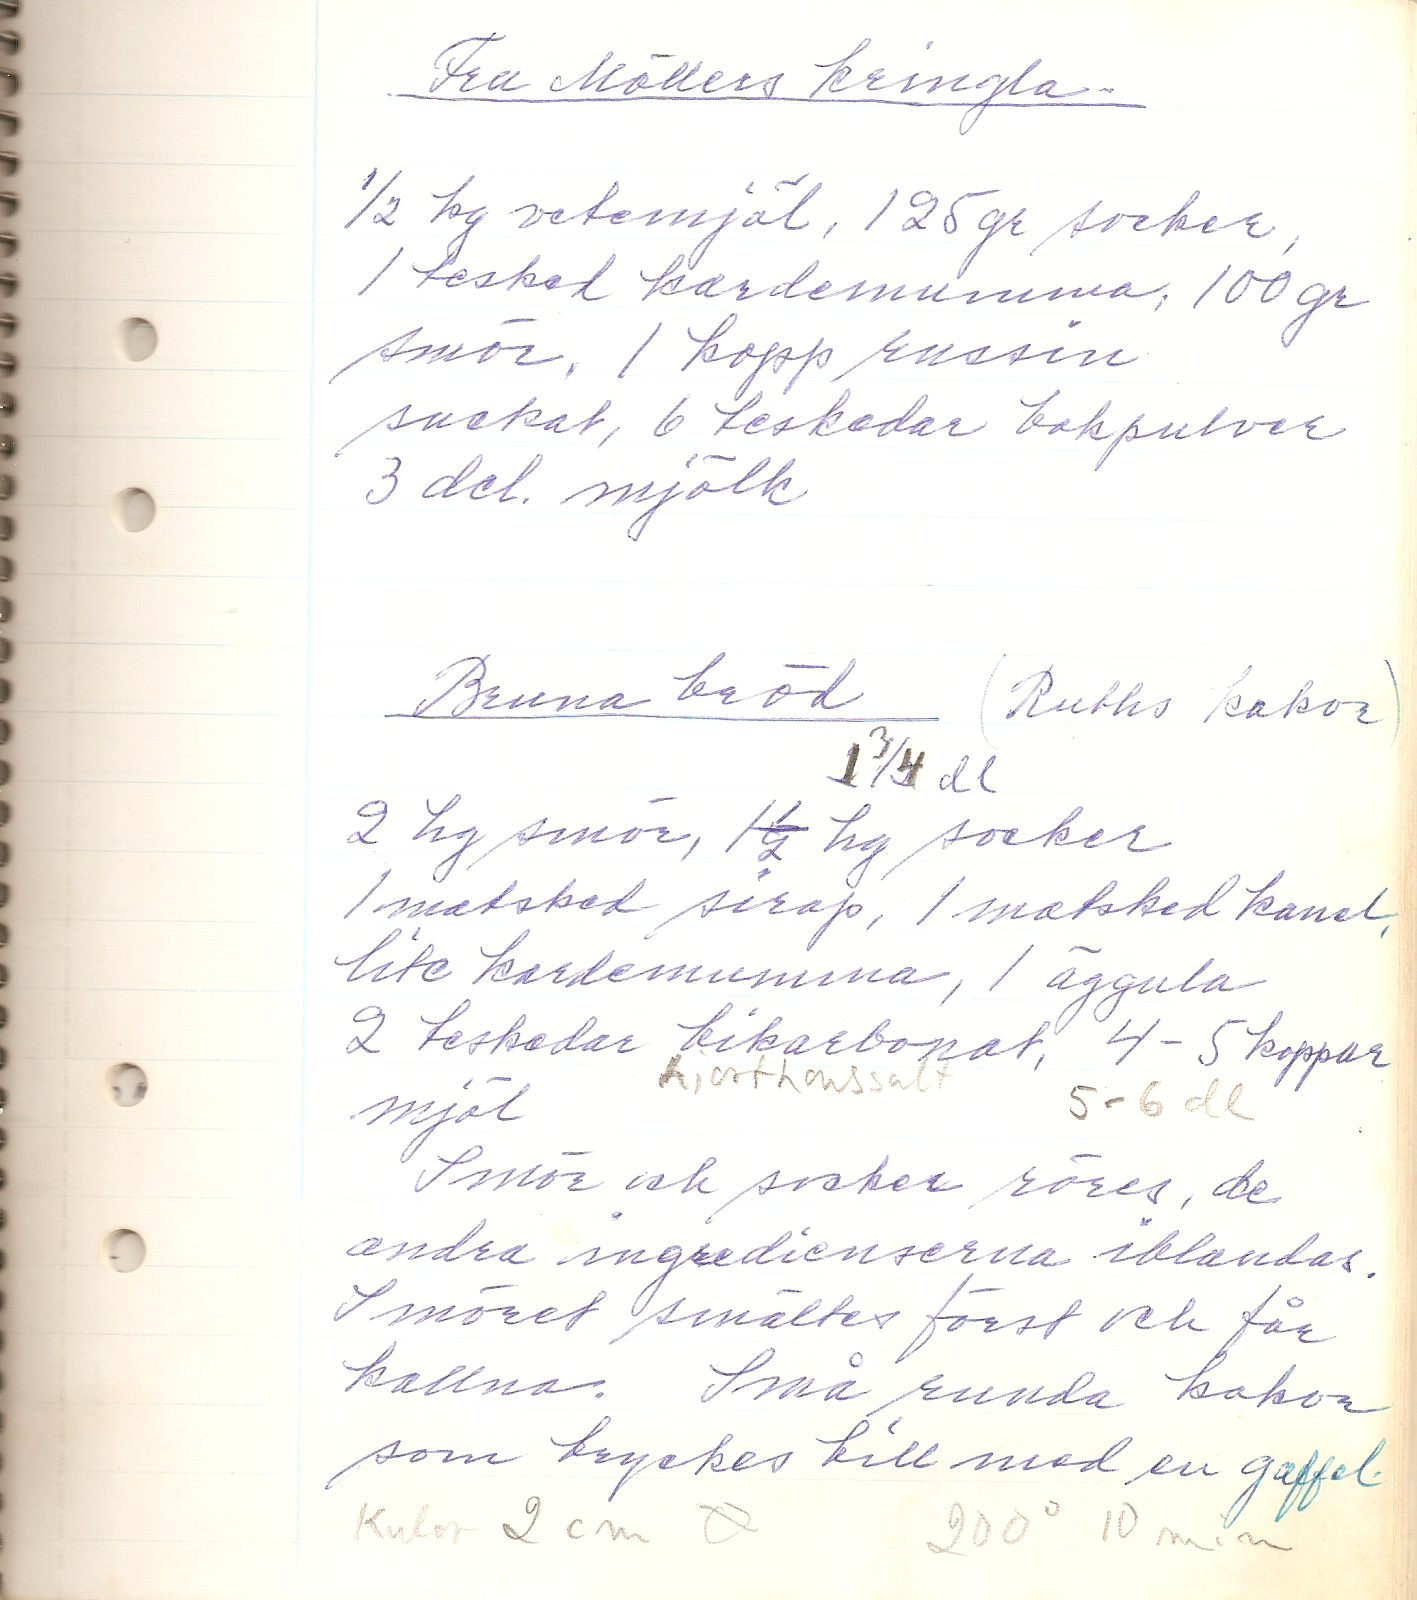 Fru Möllers kringla
1/2 kg vetemjöl, 125 gr socker,
1 tesked kardemumma, 100 gr
smör, 1 kopp russin
suckat, 6 teskedar bakpulver
3 del. mjölk
Bruna bröd (Ruths kakor)
1 3/4 dl
2 hg smör, 1 1/2 hg socker
1 matsked sirap, 1 matsked kanel,
lite kardemumma, 1 äggula
2 teskedar bikarbonat, 4-5 koppar
hjorthornssalt 5-6 dl
mjöl
Smör och socker röres, de
andra ingredienserna iblandas.
Smöret smältes först och får
kallna. Små runda kakor
som tryckes till med en gaffel.
Kulor 2 cm 200° 10 min